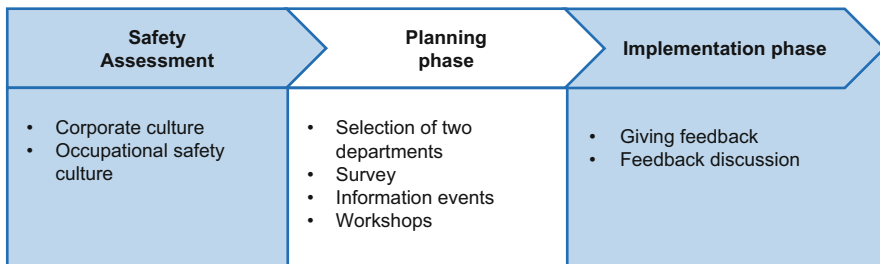 Safety
Assessment
Planning
phase
Implementation phase
• Corporate culture
• Occupational safety
culture
• Selection of two
departments
• Survey
• Information events
• Workshops
• Giving feedback
• Feedback discussion